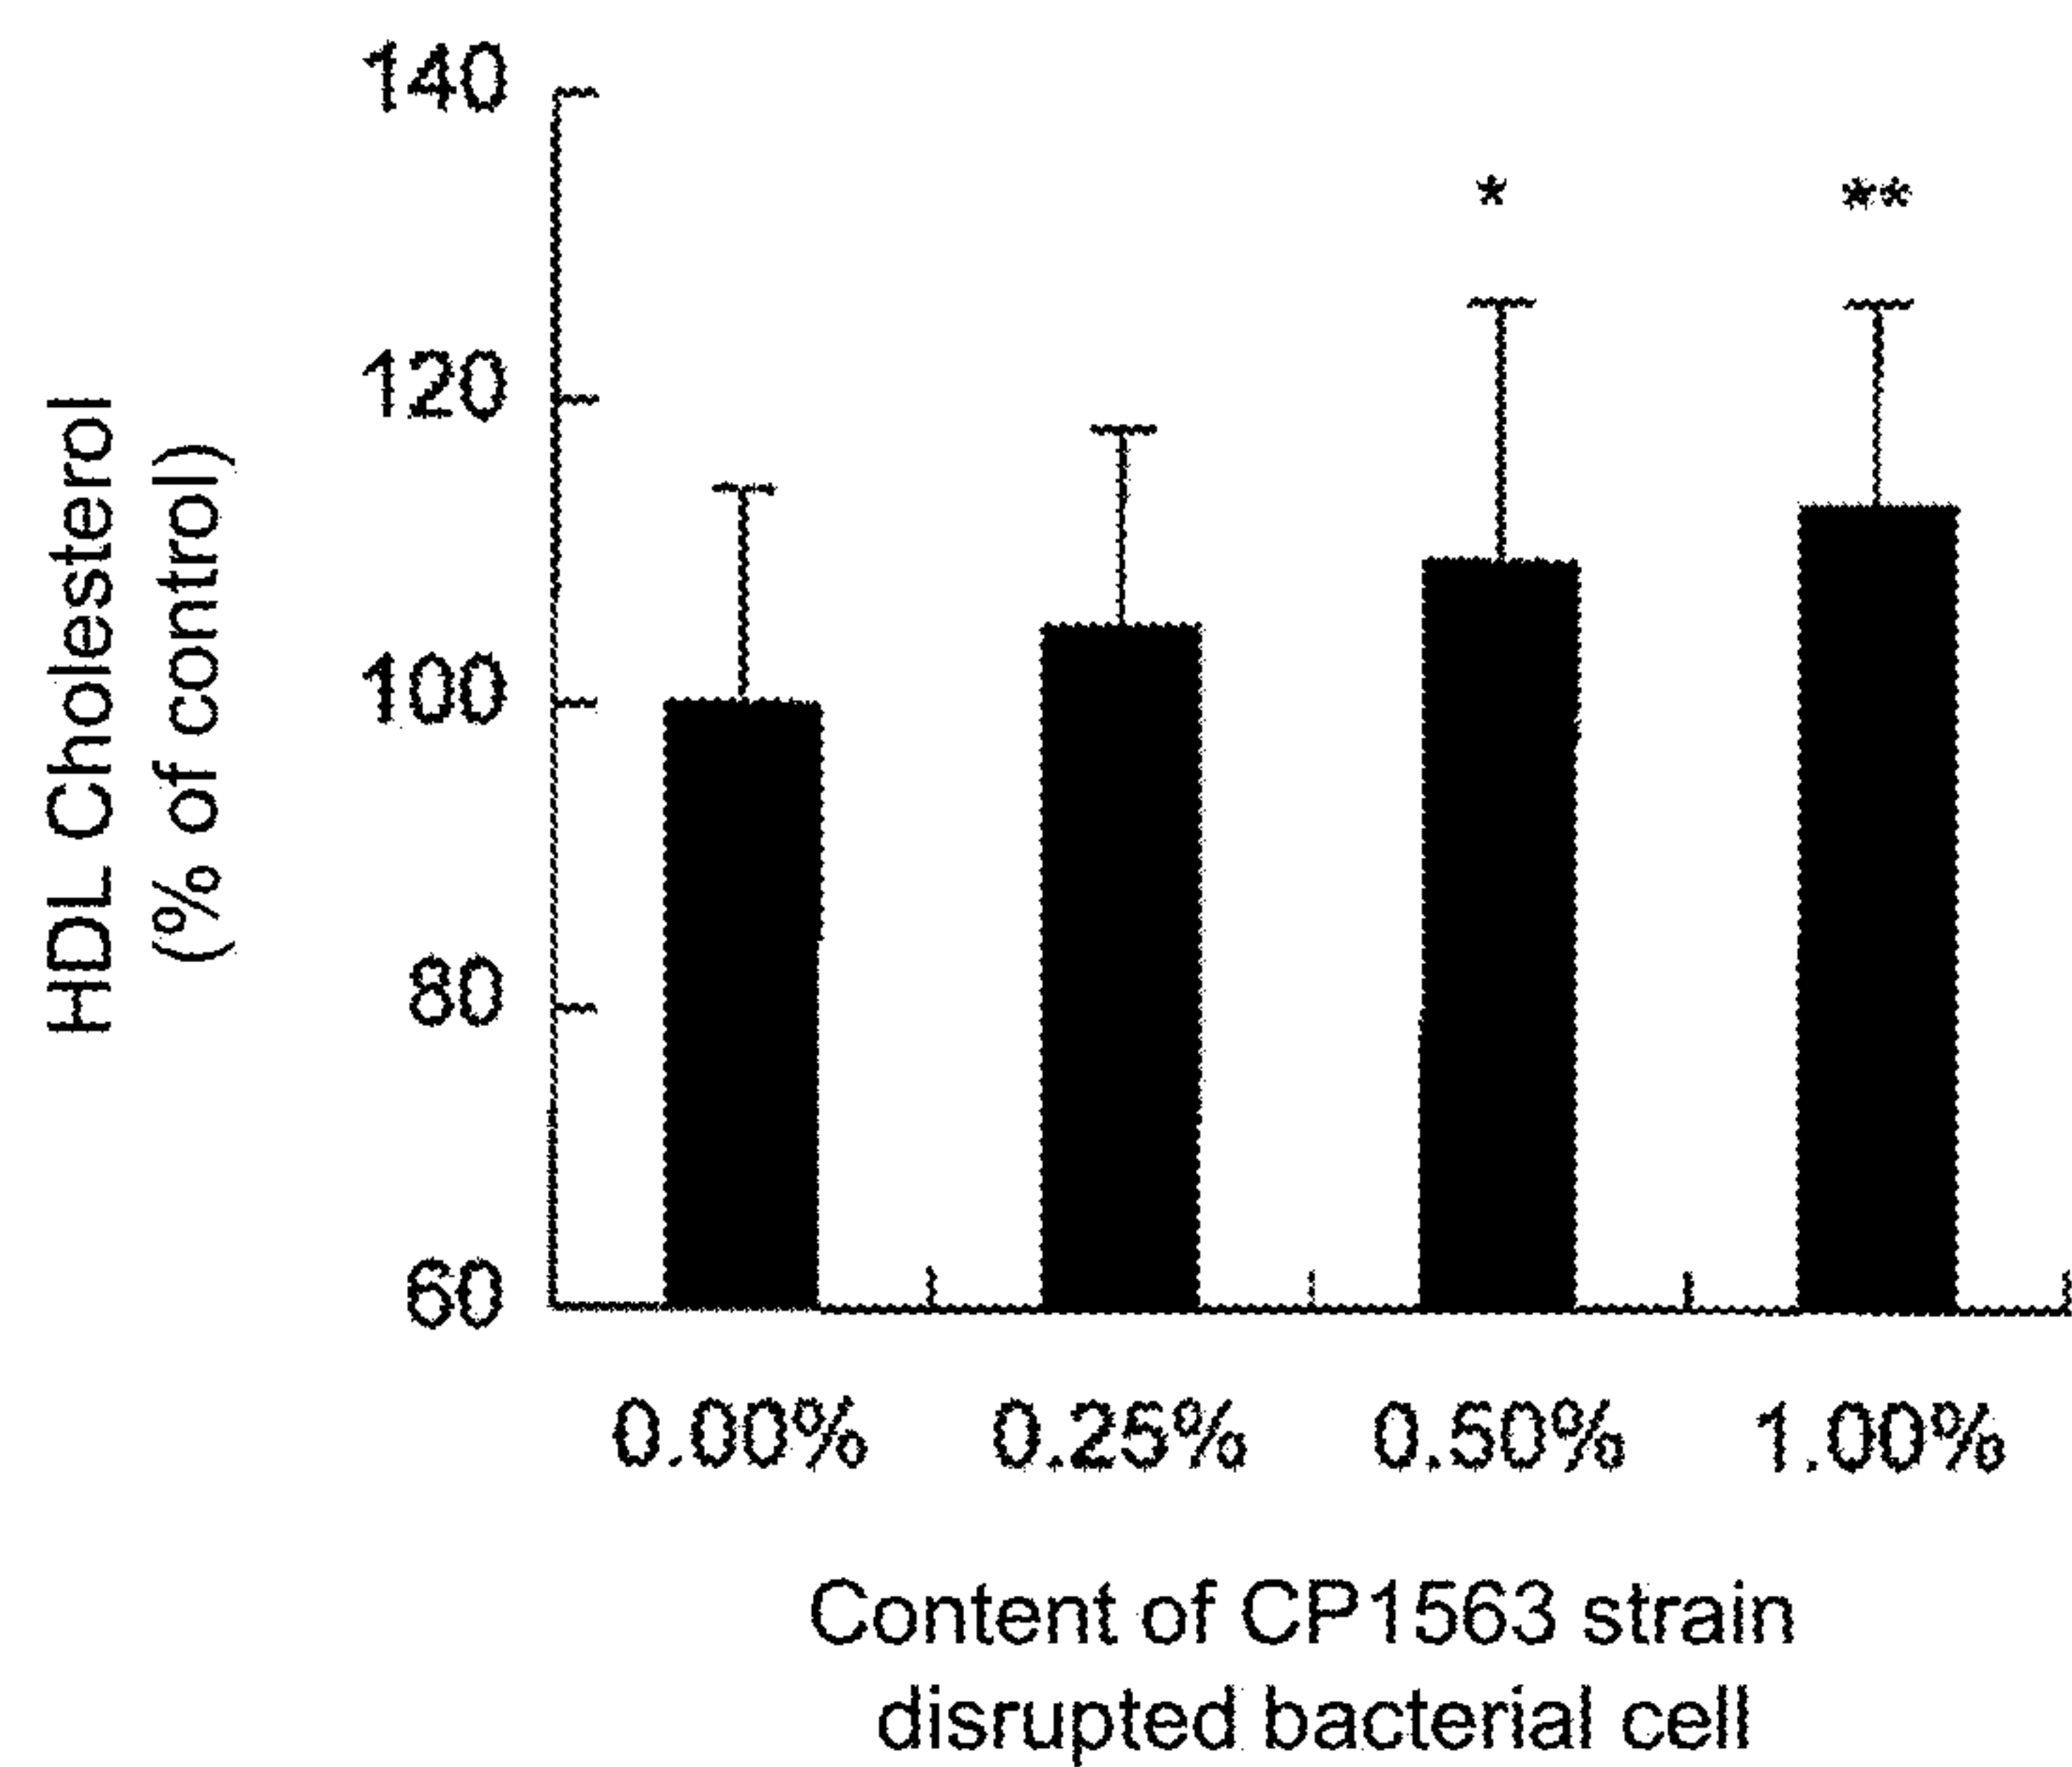 HDL Cholesterol
(% of control)
140
120
100
80
60
*
**
0.00% 0.25% 0.50% 1.00%
Content of CP1563 strain
disrupted bacterial cell